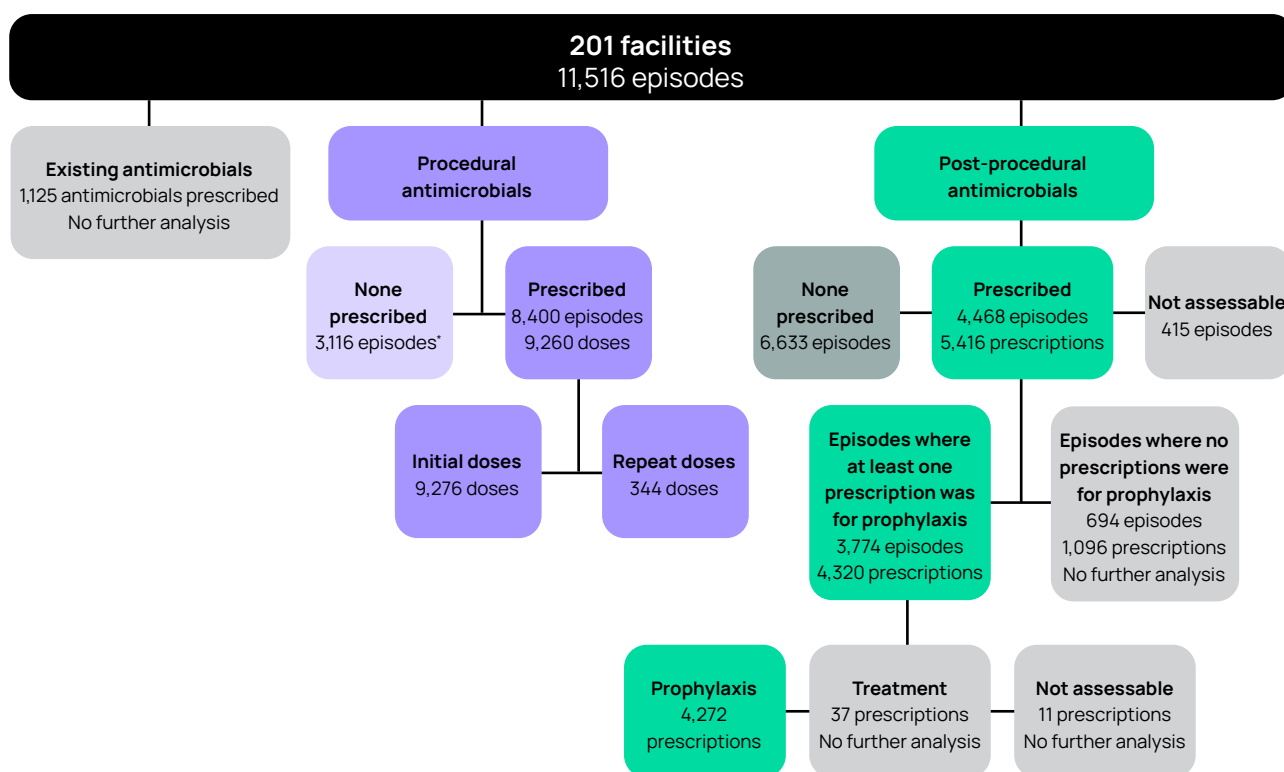 201 facilities
11,516 episodes
Existing antimicrobials
1,125 antimicrobials prescribed
No further analysis
Procedural
antimicrobials
Post-procedural
antimicrobials
None
prescribed
3,116 episodes*
Prescribed
8,400 episodes
9,260 doses
None
prescribed
6,633 episodes
Prescribed
4,468 episodes
5,416 prescriptions
Not assessable
415 episodes
Initial doses
9,276 doses
Repeat doses
344 doses
Episodes where
at least one
prescription was
for prophylaxis
3,774 episodes
4,320 prescriptions
Episodes where no
prescriptions were
for prophylaxis
694 episodes
1,096 prescriptions
No further analysis
Prophylaxis
4,272
prescriptions
Treatment
37 prescriptions
No further analysis
Not assessable
11 prescriptions
No further analysis